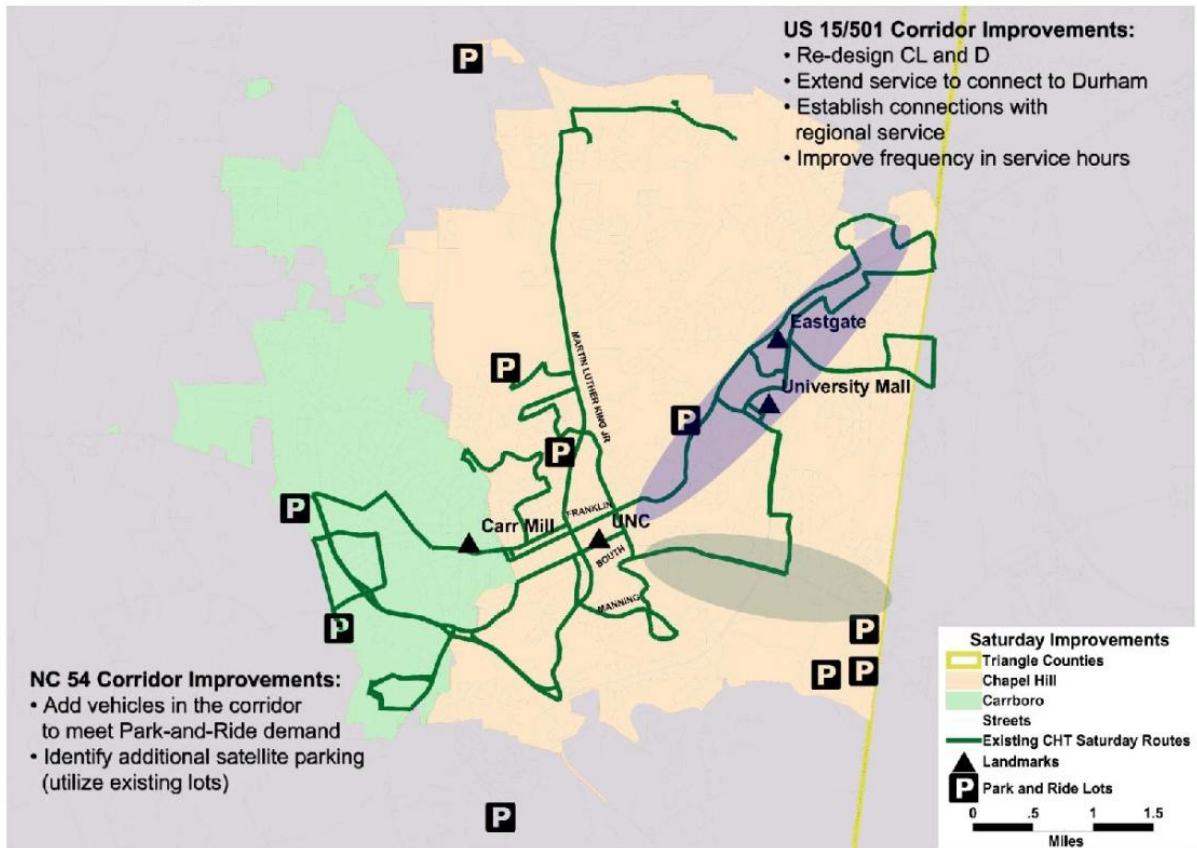 US 15/501 Corridor Improvements:
• Re-design CL and D
• Extend service to connect to Durham
• Establish connections with
regional service
• Improve frequency in service hours
P
MARTIN LUTHER KING JR
Eastgate
P
University Mall
P
P
P
FRANKLIN
Carr Mill
UNC
SOUTH
MANNING
P
P
P
P
NC 54 Corridor Improvements:
• Add vehicles in the corridor
to meet Park-and-Ride demand
• Identify additional satellite parking
(utilize existing lots)
P
Saturday Improvements
Triangle Counties
Chapel Hill
Carrboro
Streets
Existing CHT Saturday Routes
Landmarks
P Park and Ride Lots
0 .5 1 1.5
Miles